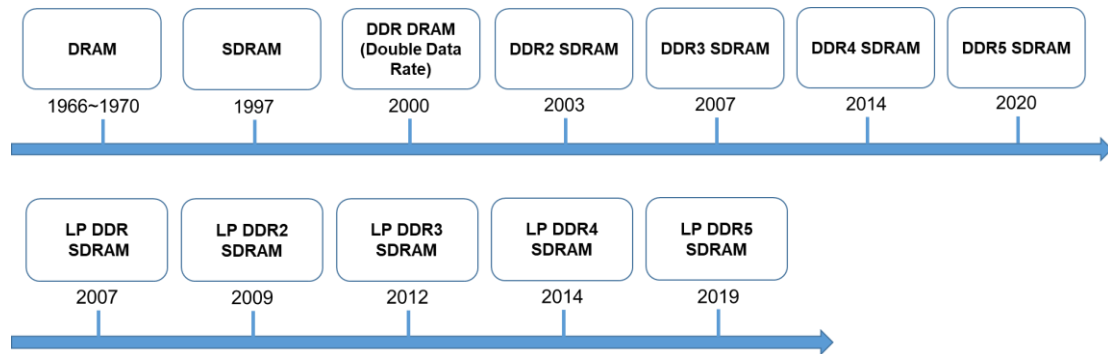 DRAM
SDRAM
DDR DRAM
(Double Data
Rate)
DDR2 SDRAM
DDR3 SDRAM
DDR4 SDRAM
DDR5 SDRAM
1966~1970
1997
2000
2003
2007
2014
2020
LP DDR
SDRAM
LP DDR2
SDRAM
LP DDR3
SDRAM
LP DDR4
SDRAM
LP DDR5
SDRAM
2007
2009
2012
2014
2019